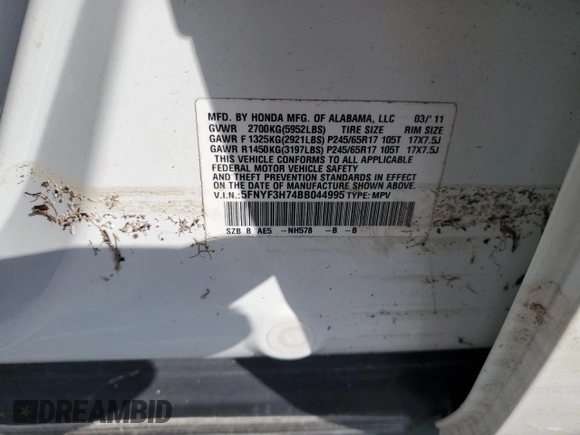 MFD. BY HONDA MFG. OF ALABAMA, LLC 03/'11
GVWR 2700KG(5952LBS) TIRE SIZE RIM SIZE
GAWR F 1325KG(2921LBS) P245/65R17 105T 17X7.5J
GAWR R1450KG(3197LBS) P245/65R17 105T 17X7.5J
THIS VEHICLE CONFORMS TO ALL APPLICABLE
FEDERAL MOTOR VEHICLE SAFETY
AND THEFT PREVENTION STANDARDS IN EFFECT
ON THE DATE OF MANUFACTURE SHOWN ABOVE.
V.I.N.:5FNYF3H74BB044995 TYPE: MPV
SZB B AE5 -NH578 -B -B -
DREAMBID